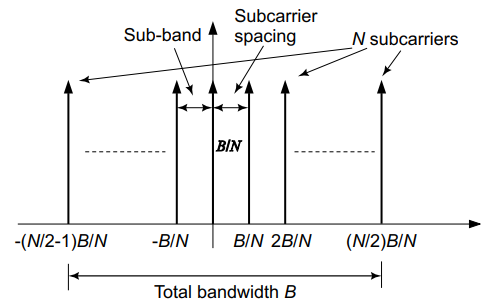 Subcarrier
Sub-band spacing N subcarriers
B/N
-(N/2-1)B/N -B/N B/N 2B/N (N/2)B/N
Total bandwidth B